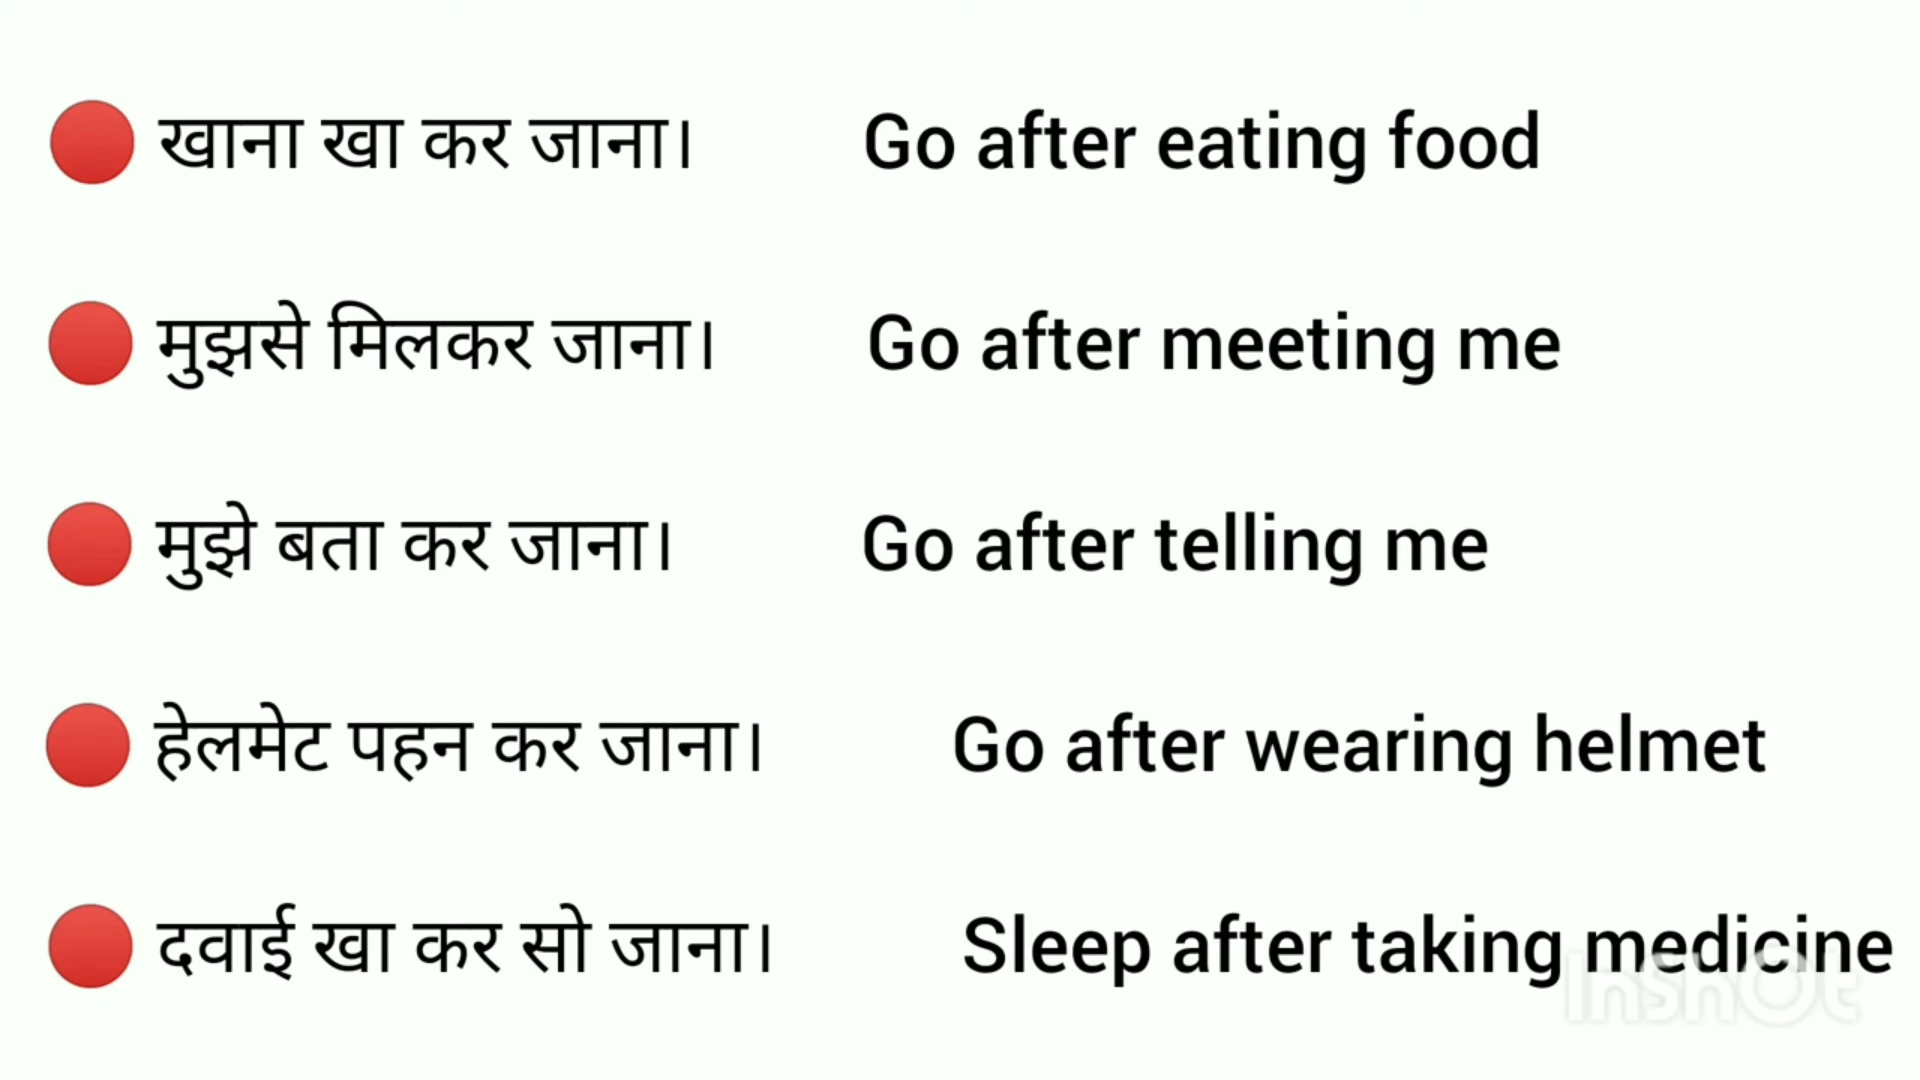 खाना खा कर जाना। Go after eating food
मुझसे मिलकर जाना। Go after meeting me
मुझे बता कर जाना। Go after telling me
हेलमेट पहन कर जाना। Go after wearing helmet
दवाई खा कर सो जाना। Sleep after taking medicine
InShOt